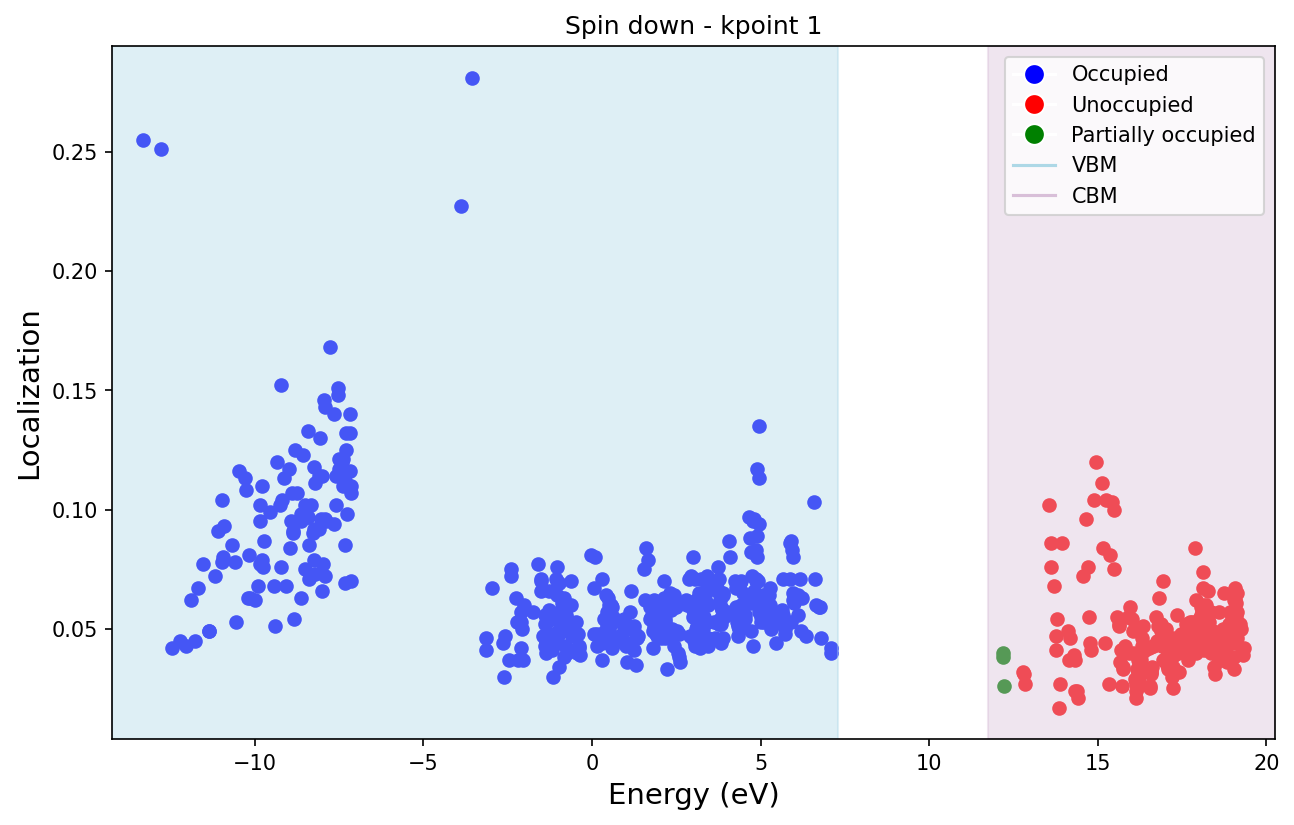 Spin down - kpoint 1
Occupied
Unoccupied
Partially occupied
VBM
CBM
0.25
0.20
0.15
0.10
0.05
Localization
−10
−5
0
5
10
15
20
Energy (eV)